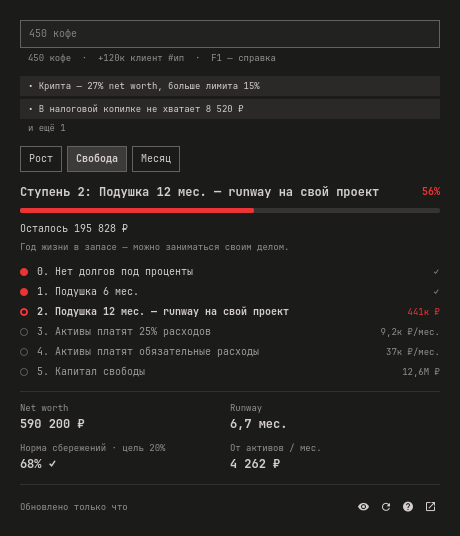 450 кофе
450 кофе · +120к клиент #ип · F1 — справка
• Крипта — 27% net worth, больше лимита 15%
• В налоговой копилке не хватает 8 520 ₽
и ещё 1
Рост Свобода Месяц
Ступень 2: Подушка 12 мес. — runway на свой проект 56%
Осталось 195 828 ₽
Год жизни в запасе — можно заниматься своим делом.
0. Нет долгов под проценты ✓
1. Подушка 6 мес. ✓
2. Подушка 12 мес. — runway на свой проект 441к ₽
3. Активы платят 25% расходов 9,2к ₽/мес.
4. Активы платят обязательные расходы 37к ₽/мес.
5. Капитал свободы 12,6М ₽
Net worth Runway
590 200 ₽ 6,7 мес.
Норма сбережений · цель 20% От активов / мес.
68% ✓ 4 262 ₽
Обновлено только что